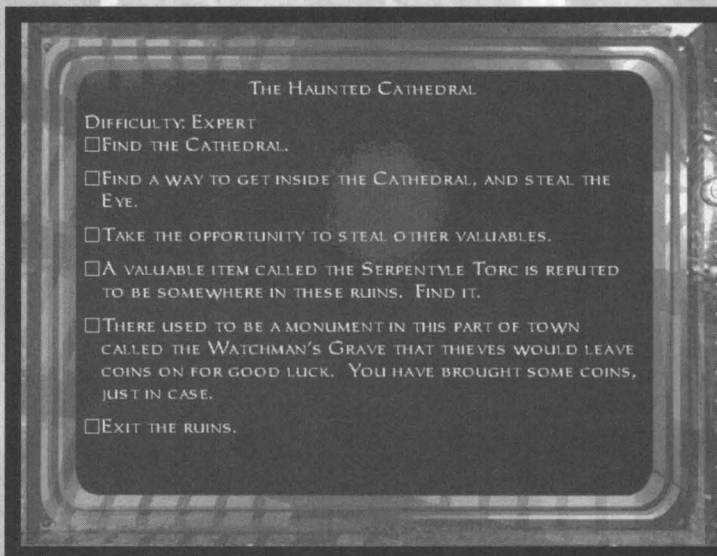 The Haunted Cathedral
Difficulty: Expert
□Find the Cathedral.
□Find a way to get inside the Cathedral, and steal the
Eye.
□Take the opportunity to steal other valuables.
□A valuable item called the Serpentyle Torc is reputed
to be somewhere in these ruins. Find it.
□There used to be a monument in this part of town
called the Watchman's Grave that thieves would leave
coins on for good luck. You have brought some coins,
just in case.
□Exit the ruins.